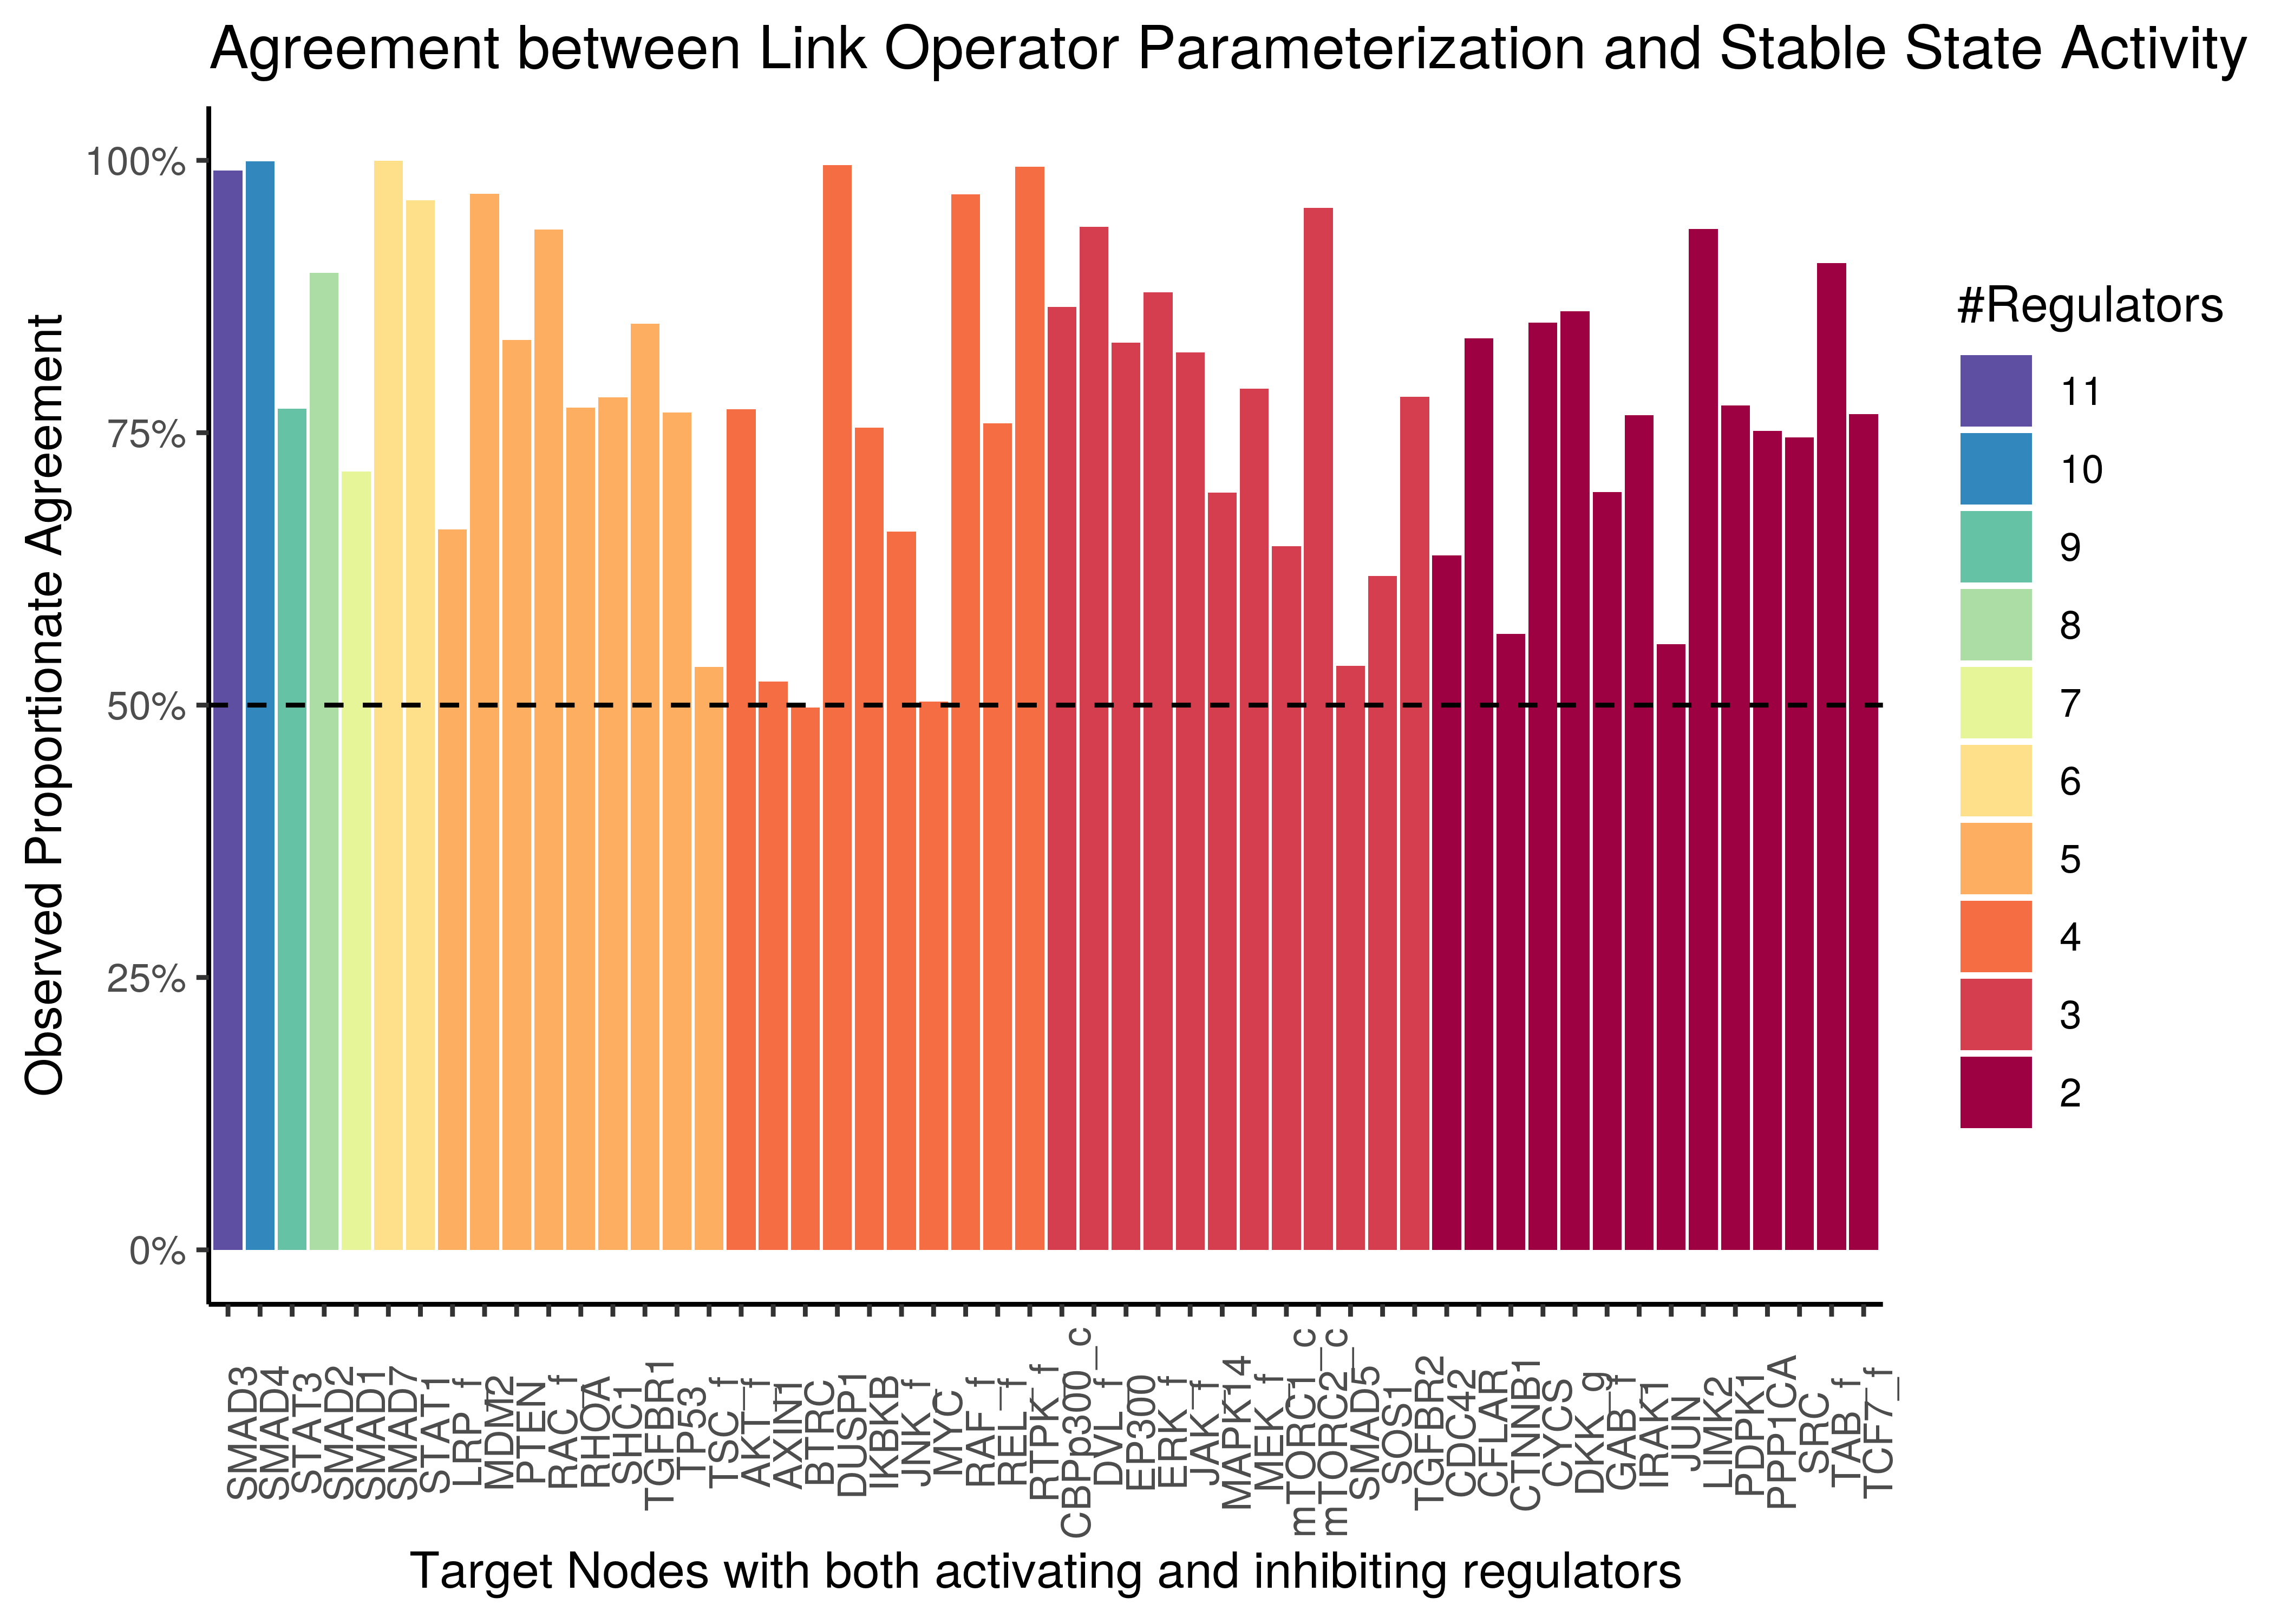 Agreement between Link Operator Parameterization and Stable State Activity
Observed Proportionate Agreement
100%
75%
50%
25%
0%
SMAD3
SMAD4
STAT3
SMAD2
SMAD1
SMAD7
STAT1
LRP_f
MDM2
PTEN
RAC_f
RHOA
SHC1
TGFBR1
TP53
TSC_f
AKT_f
AXIN1
BTRC
DUSP1
IKBKB
JNK_f
MYC
RAF_f
REL_f
RTPK_f
CBPp300_c
DVL_f
EP300
ERK_f
JAK_f
MAPK14
MEK_f
mTORC1_c
mTORC2_c
SMAD5
SOS1
TGFBR2
CDC42
CFLAR
CTNNB1
CYCS
DKK_g
GAB_f
IRAK1
JUN
LIMK2
PDPK1
PPP1CA
SRC
TAB_f
TCF7_f
Target Nodes with both activating and inhibiting regulators
#Regulators
11
10
9
8
7
6
5
4
3
2